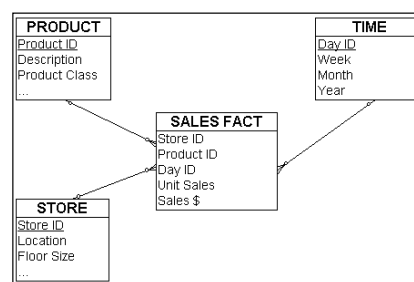 PRODUCT
Product ID
Description
Product Class
...
TIME
Day ID
Week
Month
Year
SALES FACT
Store ID
Product ID
Day ID
Unit Sales
Sales $
STORE
Store ID
Location
Floor Size
...